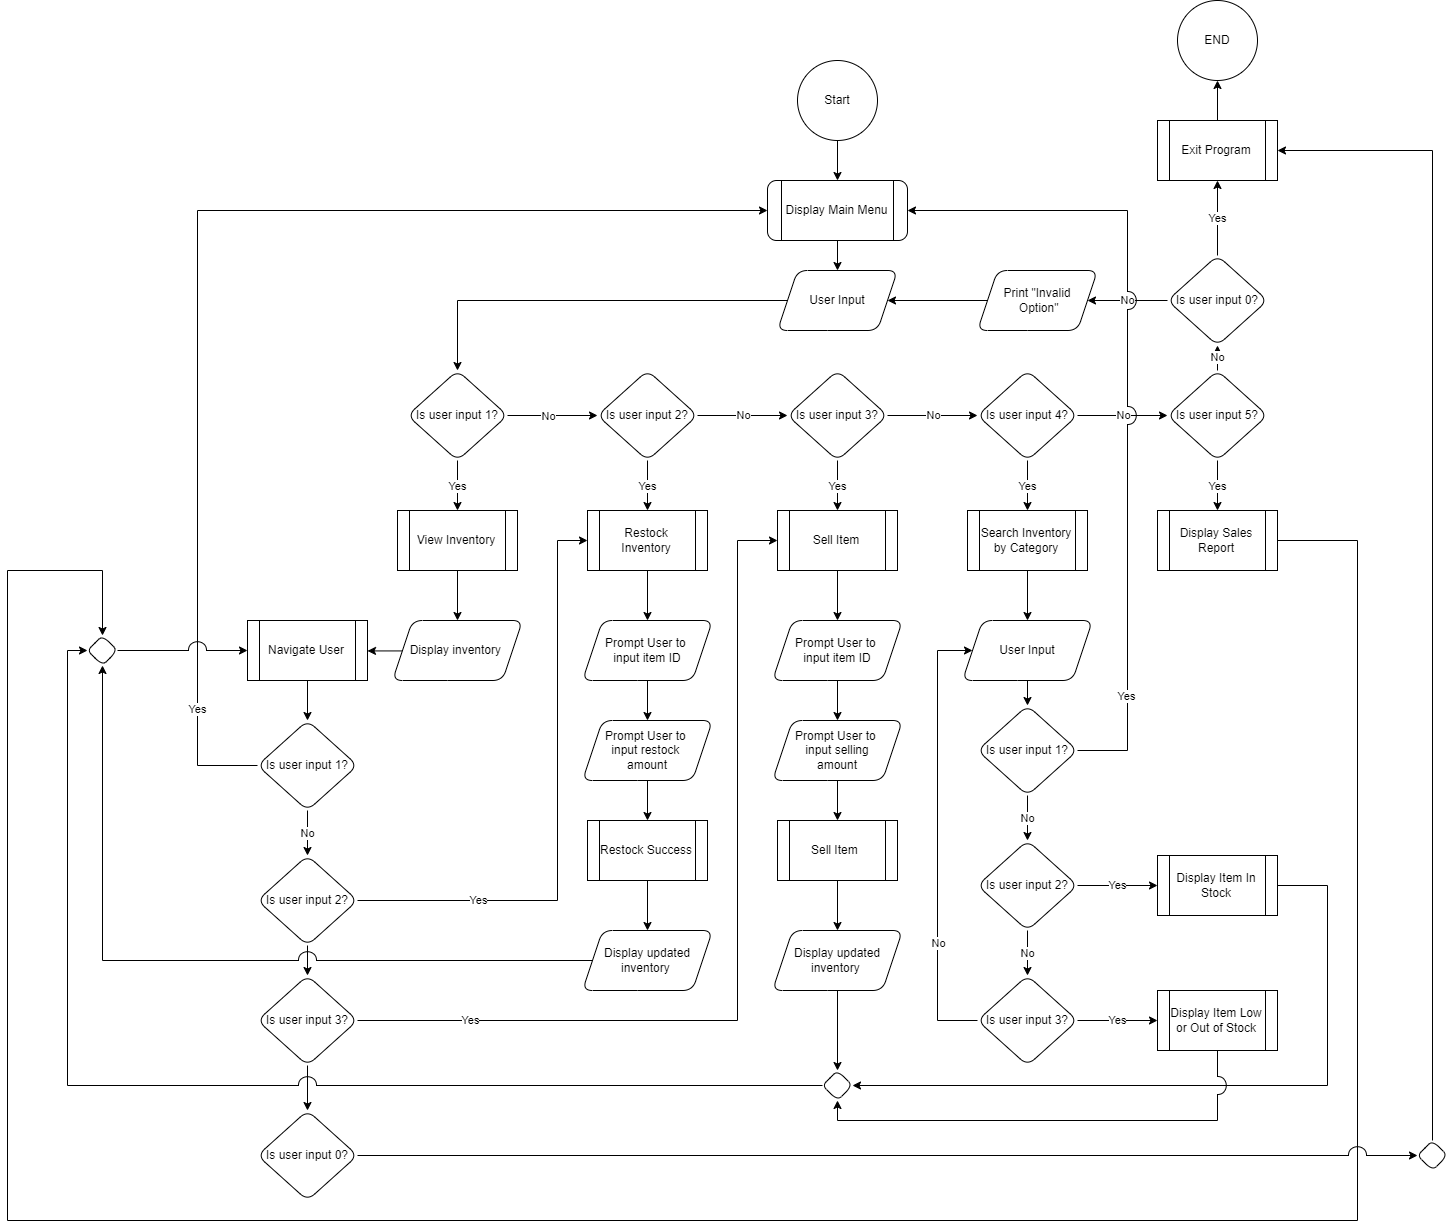 END
Start
Exit Program
Display Main Menu
Yes
User Input
Print "Invalid
Option"
No
Is user input 0?
No
Is user input 1?
No
Is user input 2?
No
Is user input 3?
No
Is user input 4?
No
Is user input 5?
Yes
Yes
Yes
Yes
Yes
View Inventory
Restock
Inventory
Sell Item
Search Inventory
by Category
Display Sales
Report
Navigate User
Display inventory
Prompt User to
input item ID
Prompt User to
input item ID
User Input
Yes
Yes
Is user input 1?
Prompt User to
input restock
amount
Prompt User to
input selling
amount
Is user input 1?
No
No
Restock Success
Sell Item
Is user input 2?
Yes
Is user input 2?
Yes
Display Item In
Stock
No
No
Display updated
inventory
Display updated
inventory
Is user input 3?
Yes
Is user input 3?
Yes
Display Item Low
or Out of Stock
Is user input 0?